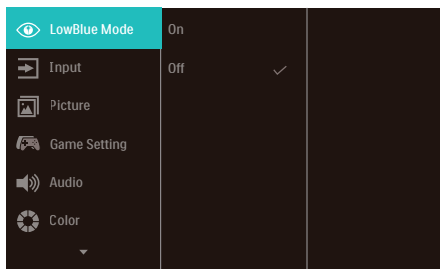 LowBlue Mode
On
Input
Off
Picture
Game Setting
Audio
Color